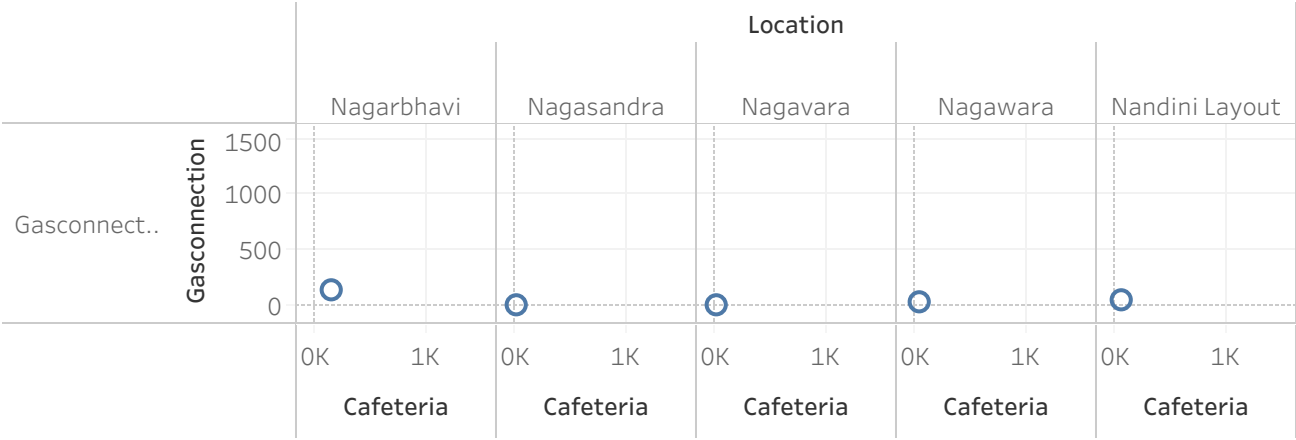 Location
Nagarbhavi Nagasandra Nagavara Nagawara Nandini Layout
Gasconnect..
Gasconnection
1500
1000
500
0
0K 1K 0K 1K 0K 1K 0K 1K 0K 1K
Cafeteria Cafeteria Cafeteria Cafeteria Cafeteria